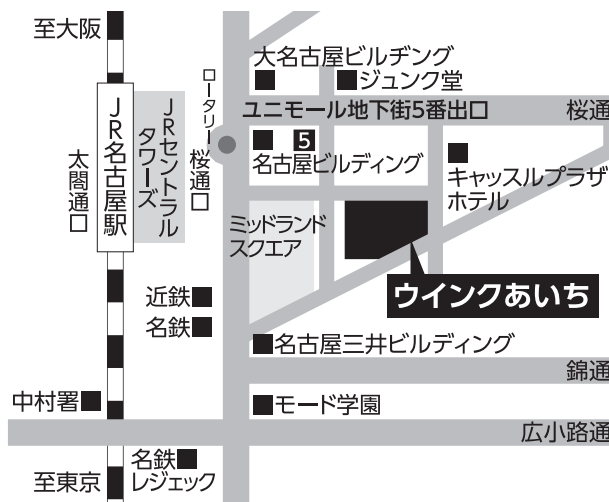 至大阪
大名古屋ビルヂング
ジュンク堂
ロータリー
ユニモール地下街5番出口
桜通
JR名古屋駅
JRセントラル
タワーズ
太閤通口
桜通口
5
名古屋ビルディング
キャッスルプラザ
ホテル
ミッドランド
スクエア
ウインクあいち
近鉄
名鉄
名古屋三井ビルディング
錦通
中村署
モード学園
広小路通
名鉄
レジェック
至東京